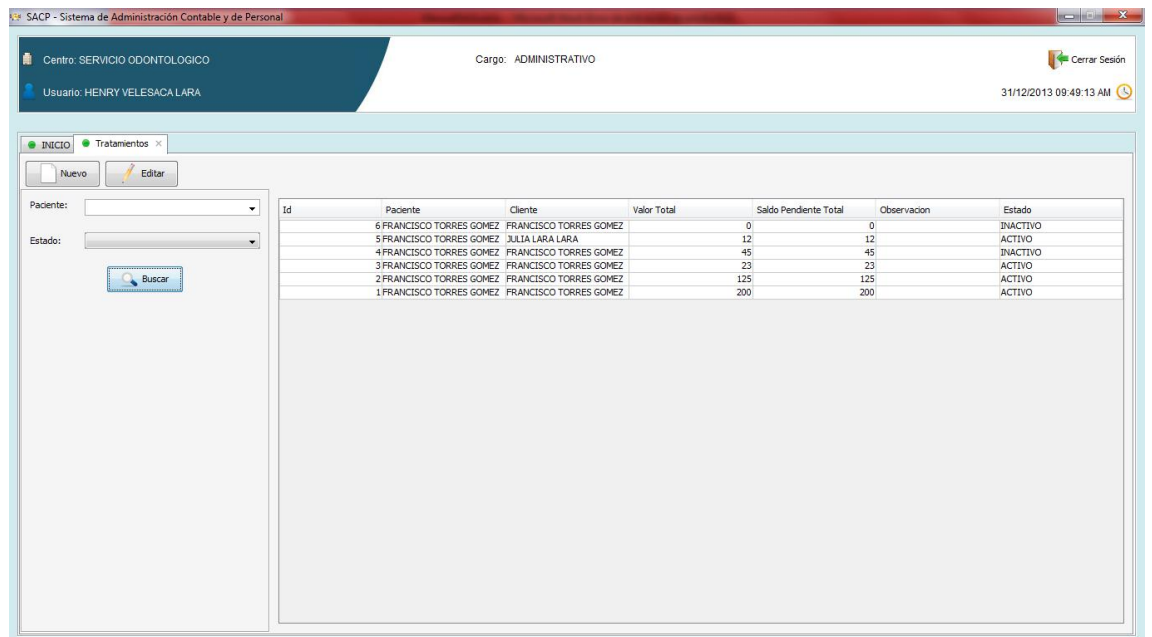 SACP - Sistema de Administración Contable y de Personal
Centro: SERVICIO ODONTOLOGICO
Cargo: ADMINISTRATIVO
Cerrar Sesión
Usuario: HENRY VELESACA LARA
31/12/2013 09:49:13 AM
INICIO Tratamientos
Nuevo Editar
Paciente:
Estado:
Buscar
Id Paciente Cliente Valor Total Saldo Pendiente Total Observacion Estado
6 FRANCISCO TORRES GOMEZ FRANCISCO TORRES GOMEZ 0 0 INACTIVO
5 FRANCISCO TORRES GOMEZ JULIA LARA LARA 12 12 ACTIVO
4 FRANCISCO TORRES GOMEZ FRANCISCO TORRES GOMEZ 45 45 INACTIVO
3 FRANCISCO TORRES GOMEZ FRANCISCO TORRES GOMEZ 23 23 ACTIVO
2 FRANCISCO TORRES GOMEZ FRANCISCO TORRES GOMEZ 125 125 ACTIVO
1 FRANCISCO TORRES GOMEZ FRANCISCO TORRES GOMEZ 200 200 ACTIVO